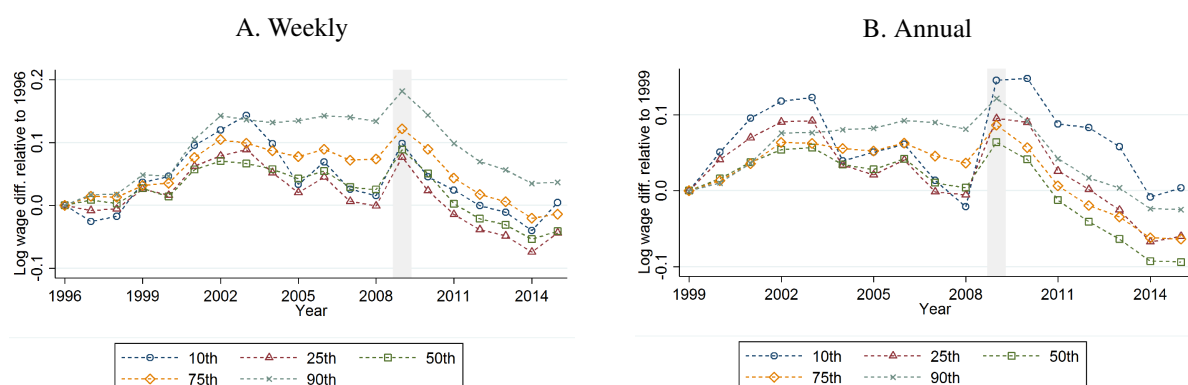 A. Weekly
Log wage diff. relative to 1996
0.2
0.1
0.0
-0.1
1996 1999 2002 2005 2008 2011 2014
Year
10th 25th 50th
75th 90th
B. Annual
Log wage diff. relative to 1999
0.1
0.0
-0.1
1999 2002 2005 2008 2011 2014
Year
10th 25th 50th
75th 90th